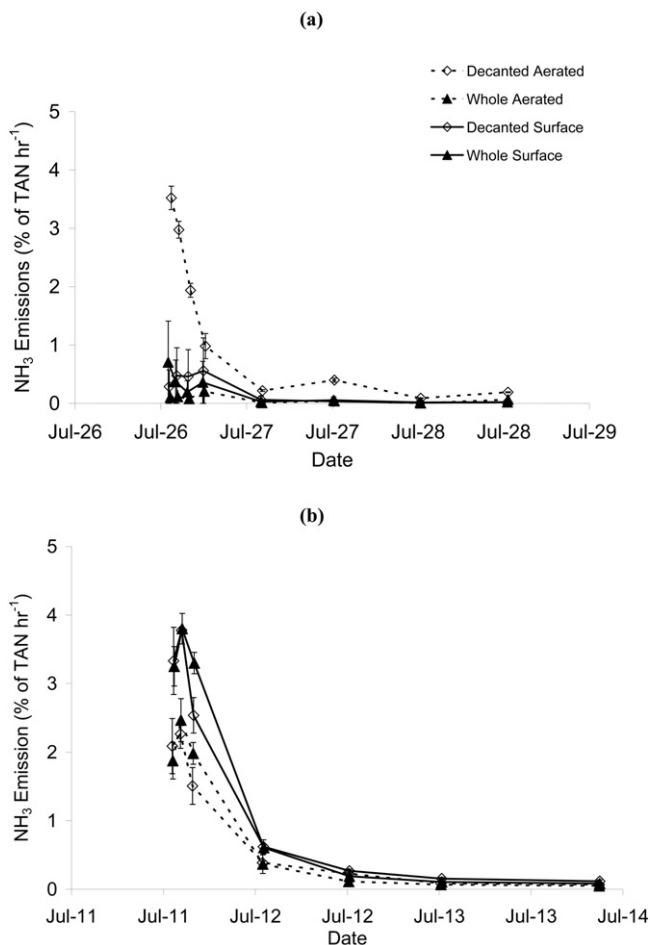 (a)
Decanted Aerated
Whole Aerated
Decanted Surface
Whole Surface
NH3 Emissions (% of TAN hr-1)
5
4
3
2
1
0
Jul-26 Jul-26 Jul-27 Jul-27 Jul-28 Jul-28 Jul-29
Date
(b)
NH3 Emission (% of TAN hr-1)
5
4
3
2
1
0
Jul-11 Jul-11 Jul-12 Jul-12 Jul-13 Jul-13 Jul-14
Date